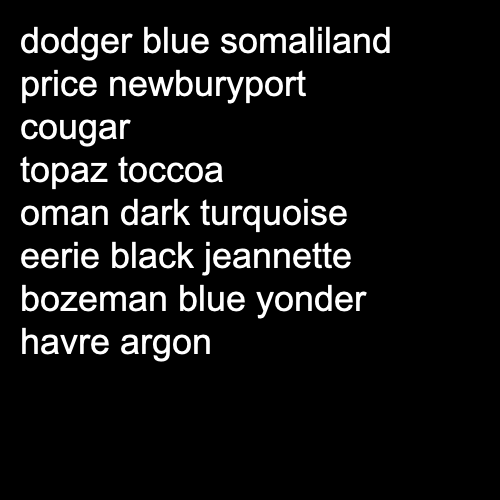 dodger blue somaliland
price newburyport
cougar
topaz toccoa
oman dark turquoise
eerie black jeannette
bozeman blue yonder
havre argon